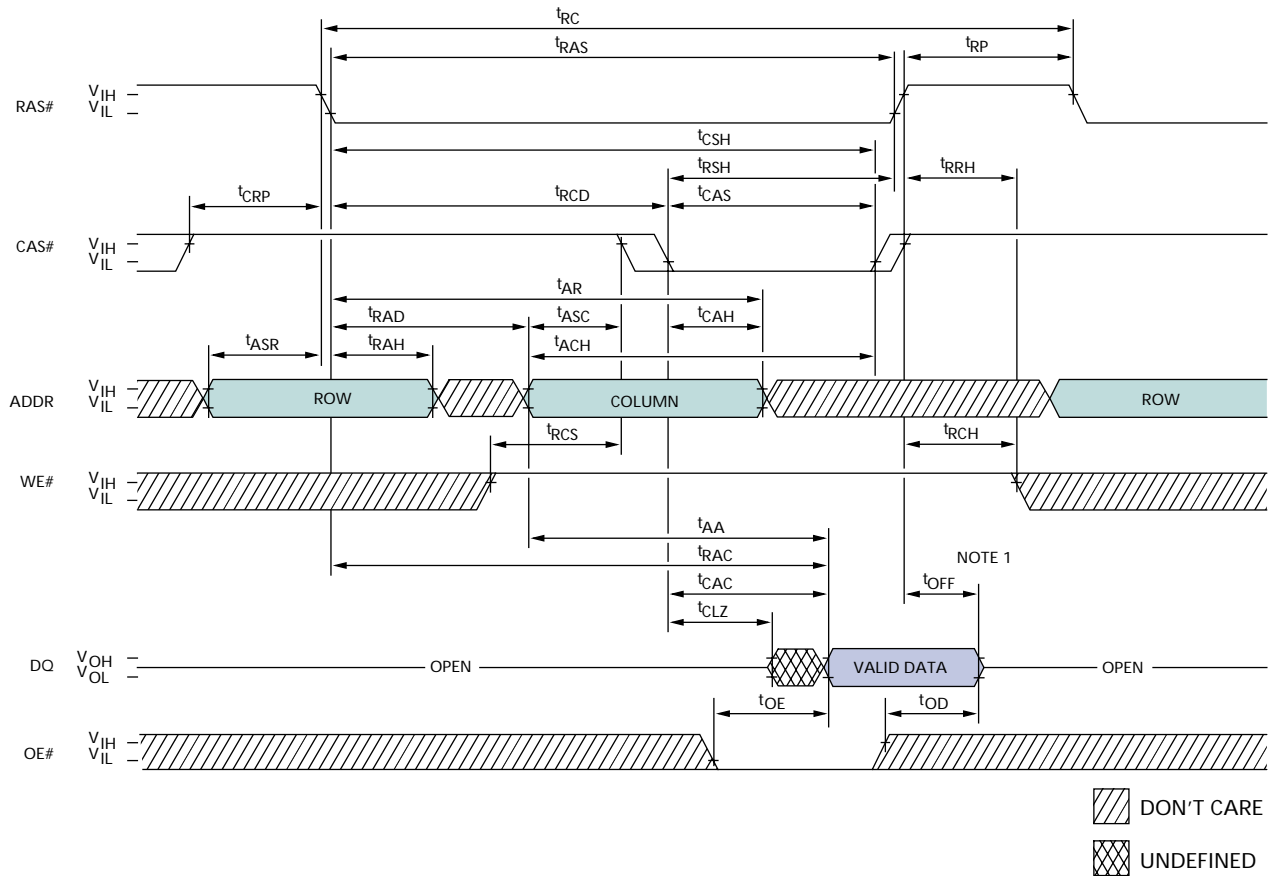 tRC
tRAS tRP
RAS# VIH
VIL
tCSH
tRSH tRRH
tCRP tRCD tCAS
CAS# VIH
VIL
tAR
tRAD tASC tCAH
tASR tRAH tACH
ADDR VIH
VIL
ROW COLUMN ROW
tRCS tRCH
WE# VIH
VIL
tAA
tRAC NOTE 1
tCAC tOFF
tCLZ
DQ VOH
VOL
OPEN VALID DATA OPEN
tOE tOD
OE# VIH
VIL
DON'T CARE
UNDEFINED